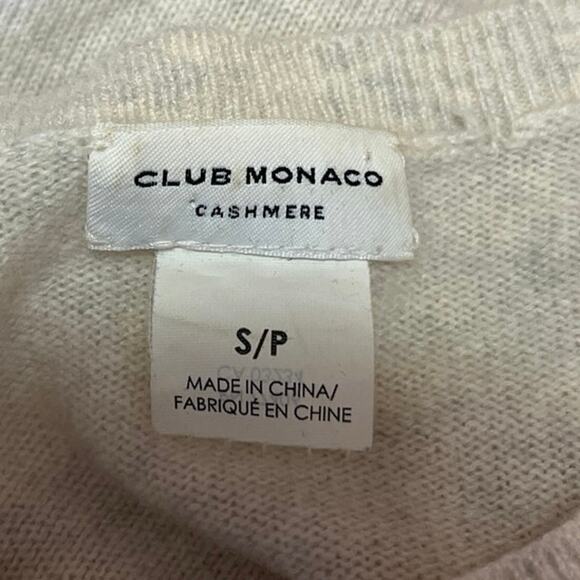 CLUB MONACO
CASHMERE
S/P
MADE IN CHINA/
FABRIQUÉ EN CHINE